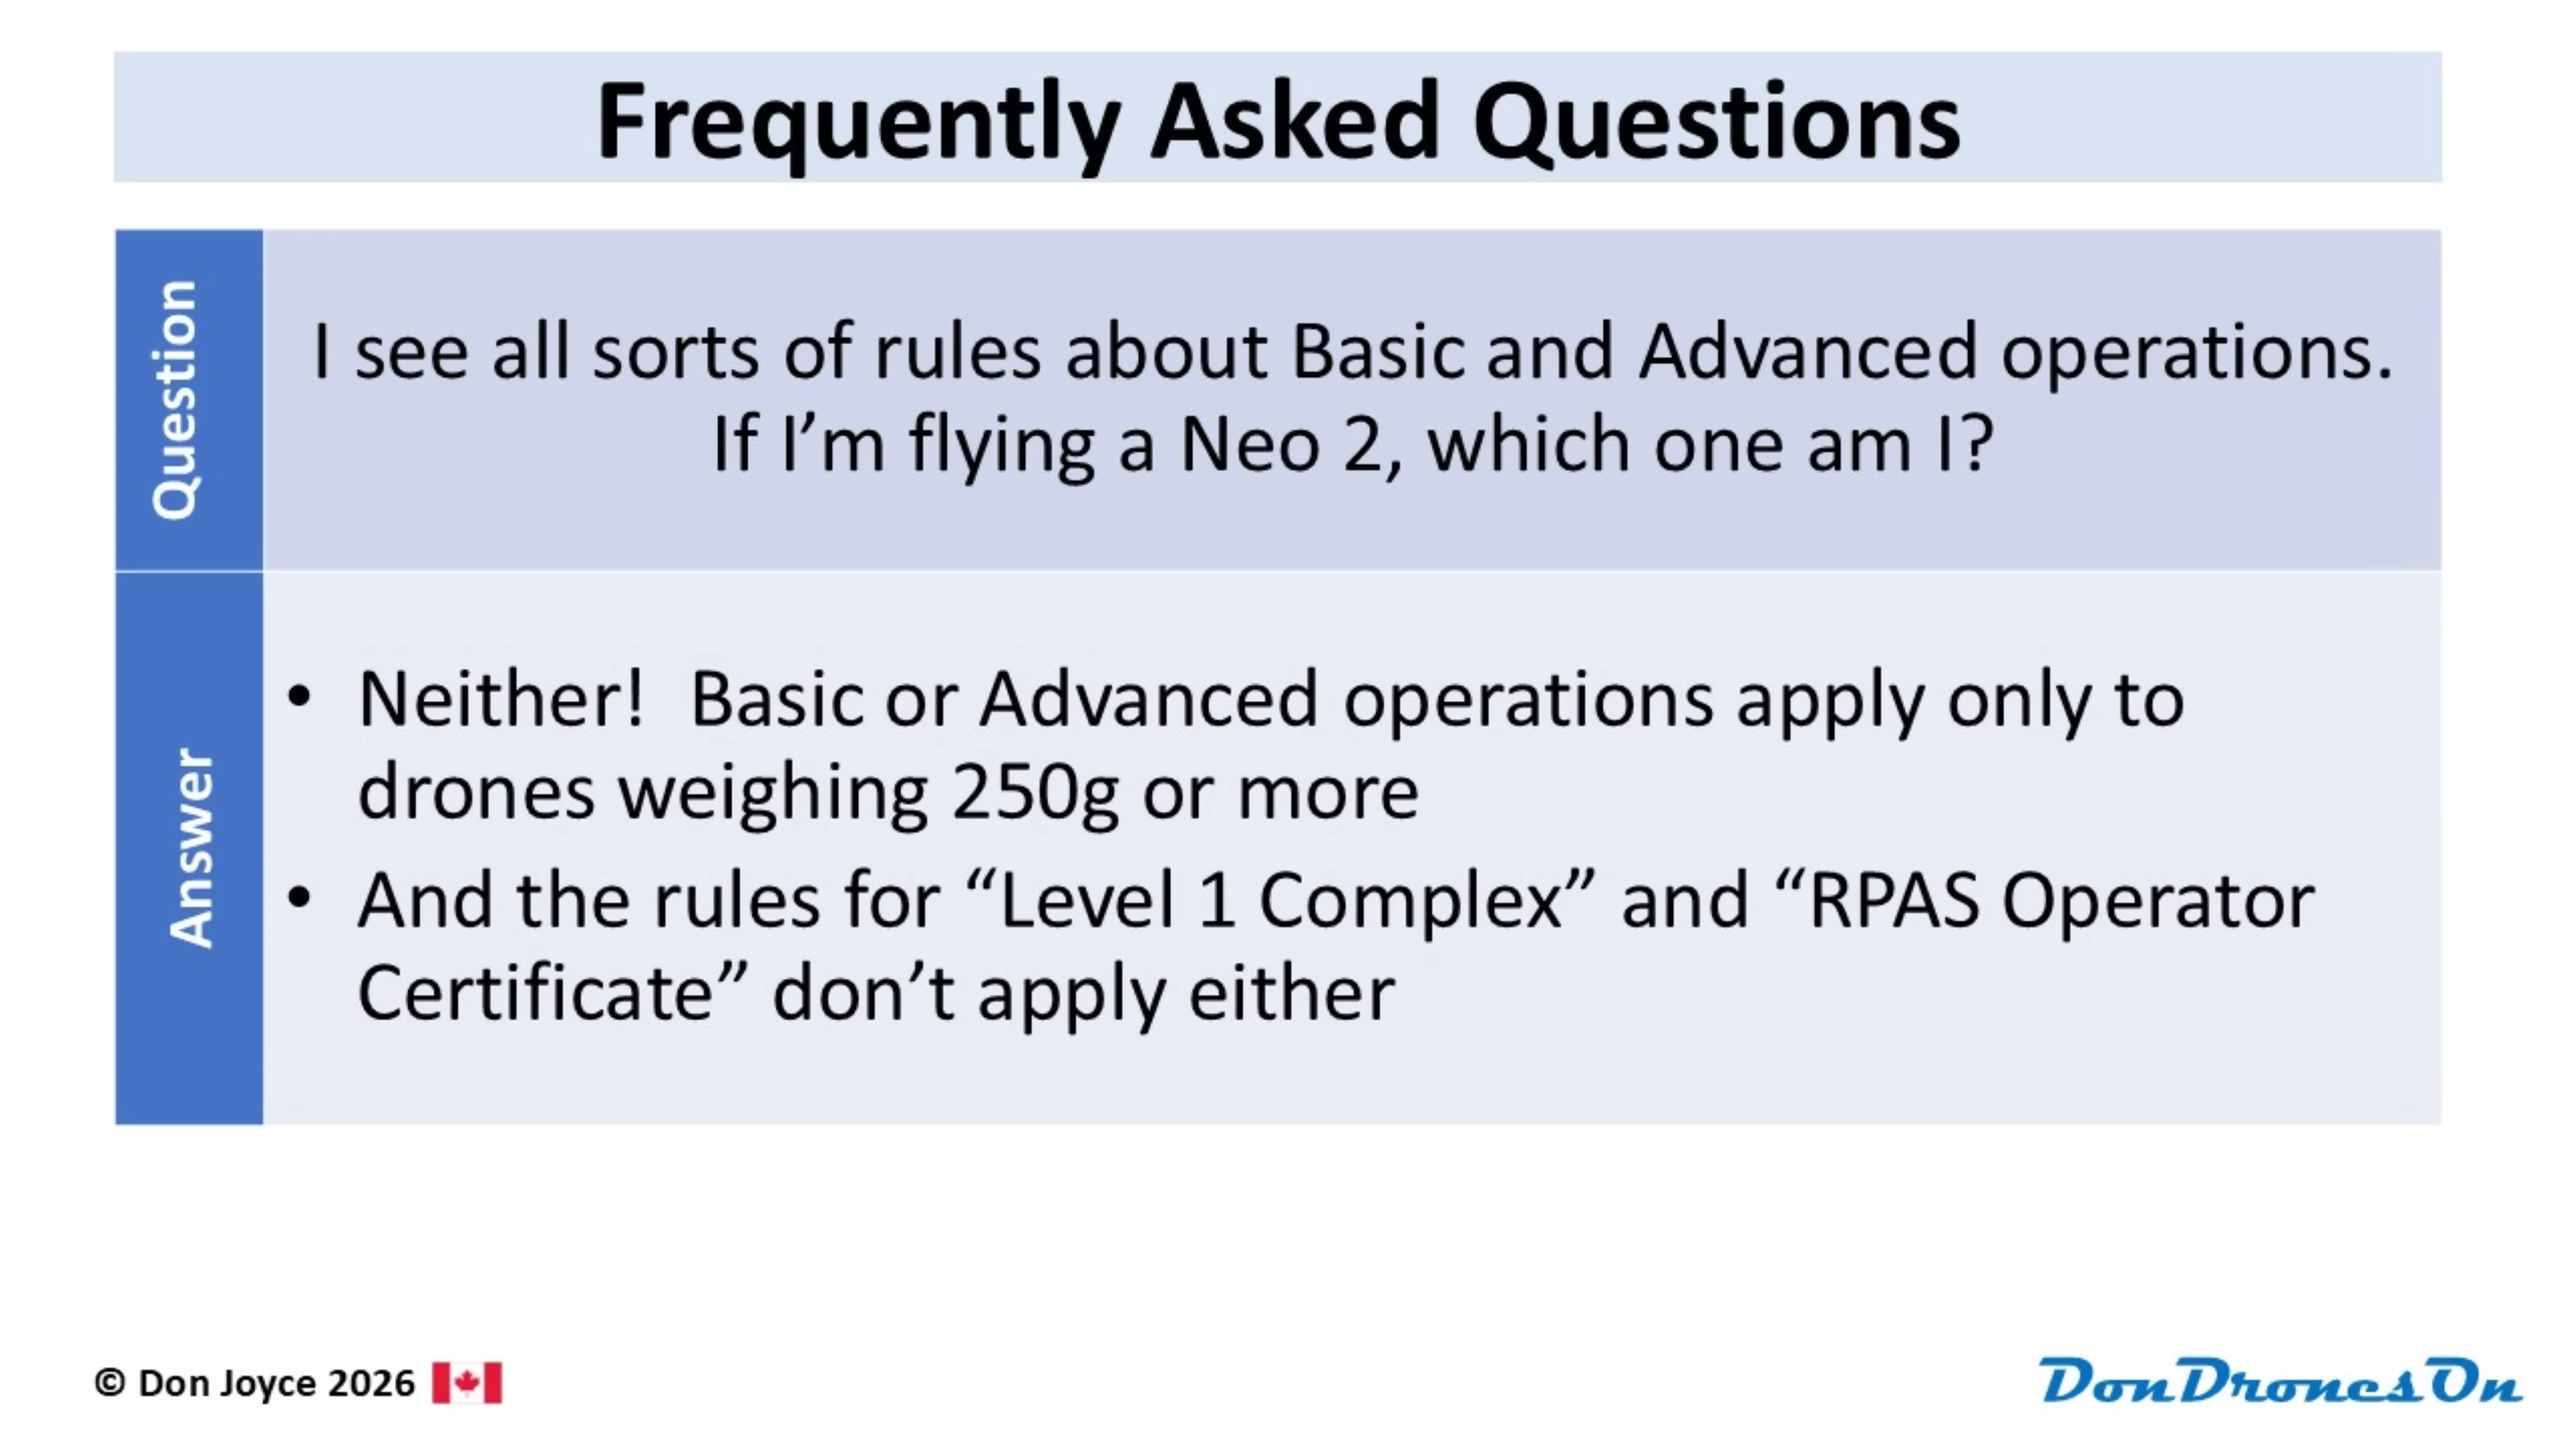 Frequently Asked Questions
Question
I see all sorts of rules about Basic and Advanced operations.
If I’m flying a Neo 2, which one am I?
Answer
• Neither!  Basic or Advanced operations apply only to
drones weighing 250g or more
• And the rules for “Level 1 Complex” and “RPAS Operator
Certificate” don’t apply either
© Don Joyce 2026
DonDronesOn